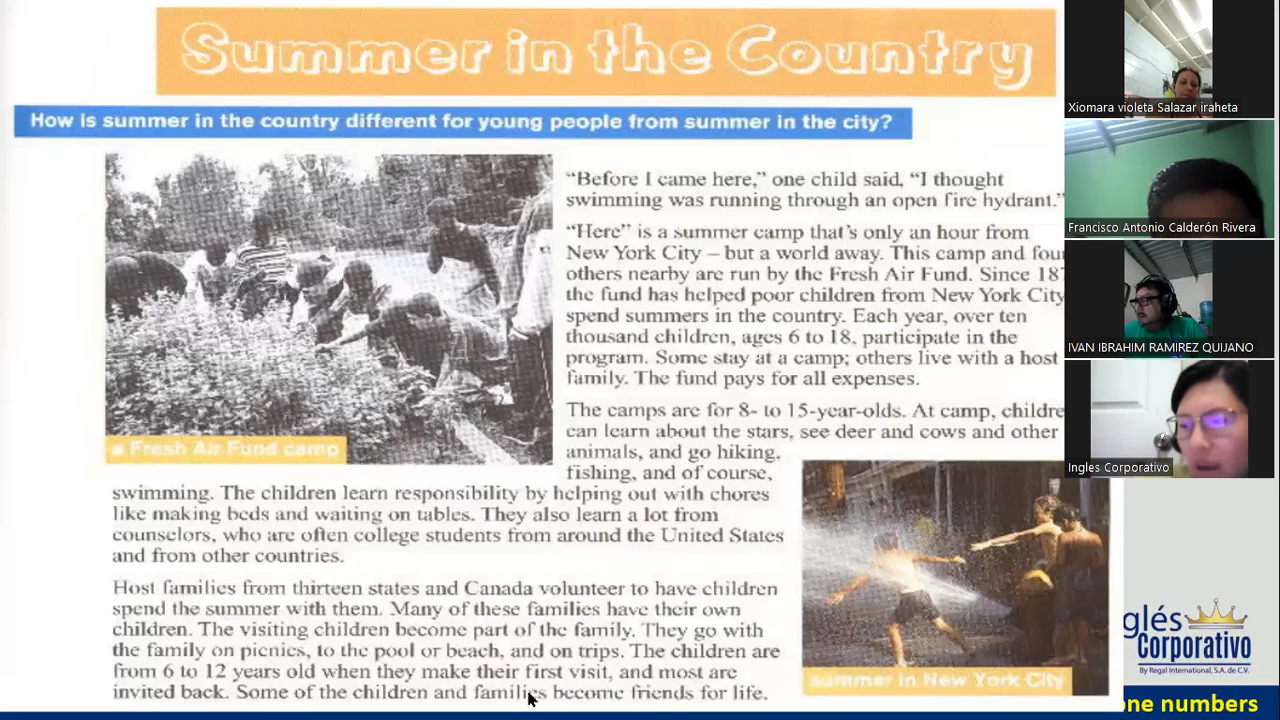 Summer in the Country
How is summer in the country different for young people from summer in the city?
“Before I came here,” one child said, “I thought
swimming was running through an open fire hydrant.”
“Here” is a summer camp that’s only an hour from
New York City – but a world away. This camp and four
others nearby are run by the Fresh Air Fund. Since 187
the fund has helped poor children from New York City
spend summers in the country. Each year, over ten
thousand children, ages 6 to 18, participate in the
program. Some stay at a camp; others live with a host
family. The fund pays for all expenses.
The camps are for 8- to 15-year-olds. At camp, childre
can learn about the stars, see deer and cows and other
animals, and go hiking,
fishing, and of course,
swimming. The children learn responsibility by helping out with chores
like making beds and waiting on tables. They also learn a lot from
counselors, who are often college students from around the United States
and from other countries.
Host families from thirteen states and Canada volunteer to have children
spend the summer with them. Many of these families have their own
children. The visiting children become part of the family. They go with
the family on picnics, to the pool or beach, and on trips. The children are
from 6 to 12 years old when they make their first visit, and most are
invited back. Some of the children and families become friends for life.
a Fresh Air Fund camp
summer in New York City
Xiomara violeta Salazar iraheta
Francisco Antonio Calderón Rivera
IVAN IBRAHIM RAMIREZ QUIJANO
Ingles Corporativo
glés
Corporativo
By Regal International, S.A. de C.V.
one numbers